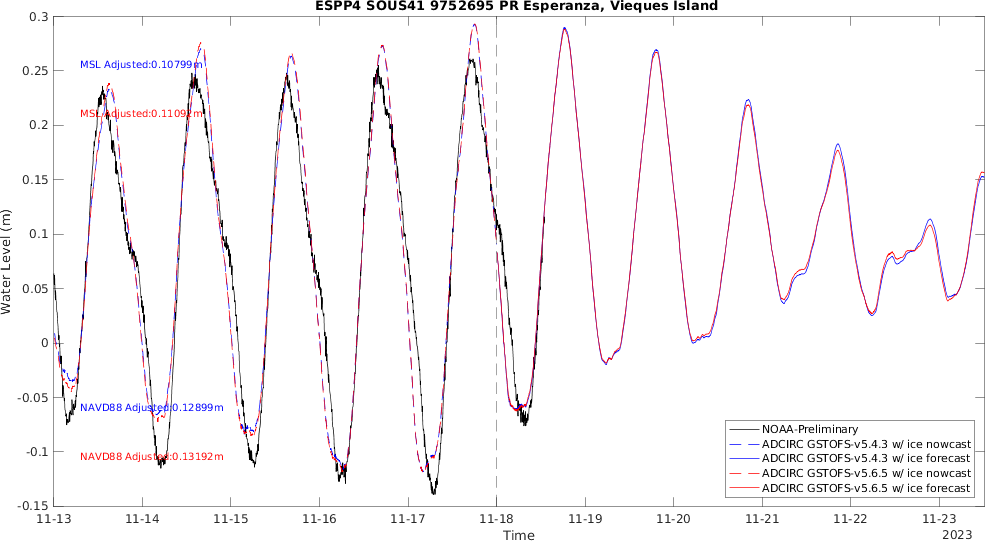 ESPP4 SOUS41 9752695 PR Esperanza, Vieques Island
0.3
0.25
0.2
0.15
0.1
0.05
0
-0.05
-0.1
-0.15
Water Level (m)
MSL Adjusted:0.10799m
MSL Adjusted:0.11092m
NAVD88 Adjusted:0.12899m
NAVD88 Adjusted:0.13192m
NOAA-Preliminary
ADCIRC GSTOFS-v5.4.3 w/ ice nowcast
ADCIRC GSTOFS-v5.4.3 w/ ice forecast
ADCIRC GSTOFS-v5.6.5 w/ ice nowcast
ADCIRC GSTOFS-v5.6.5 w/ ice forecast
11-13 11-14 11-15 11-16 11-17 11-18 11-19 11-20 11-21 11-22 11-23
Time
2023